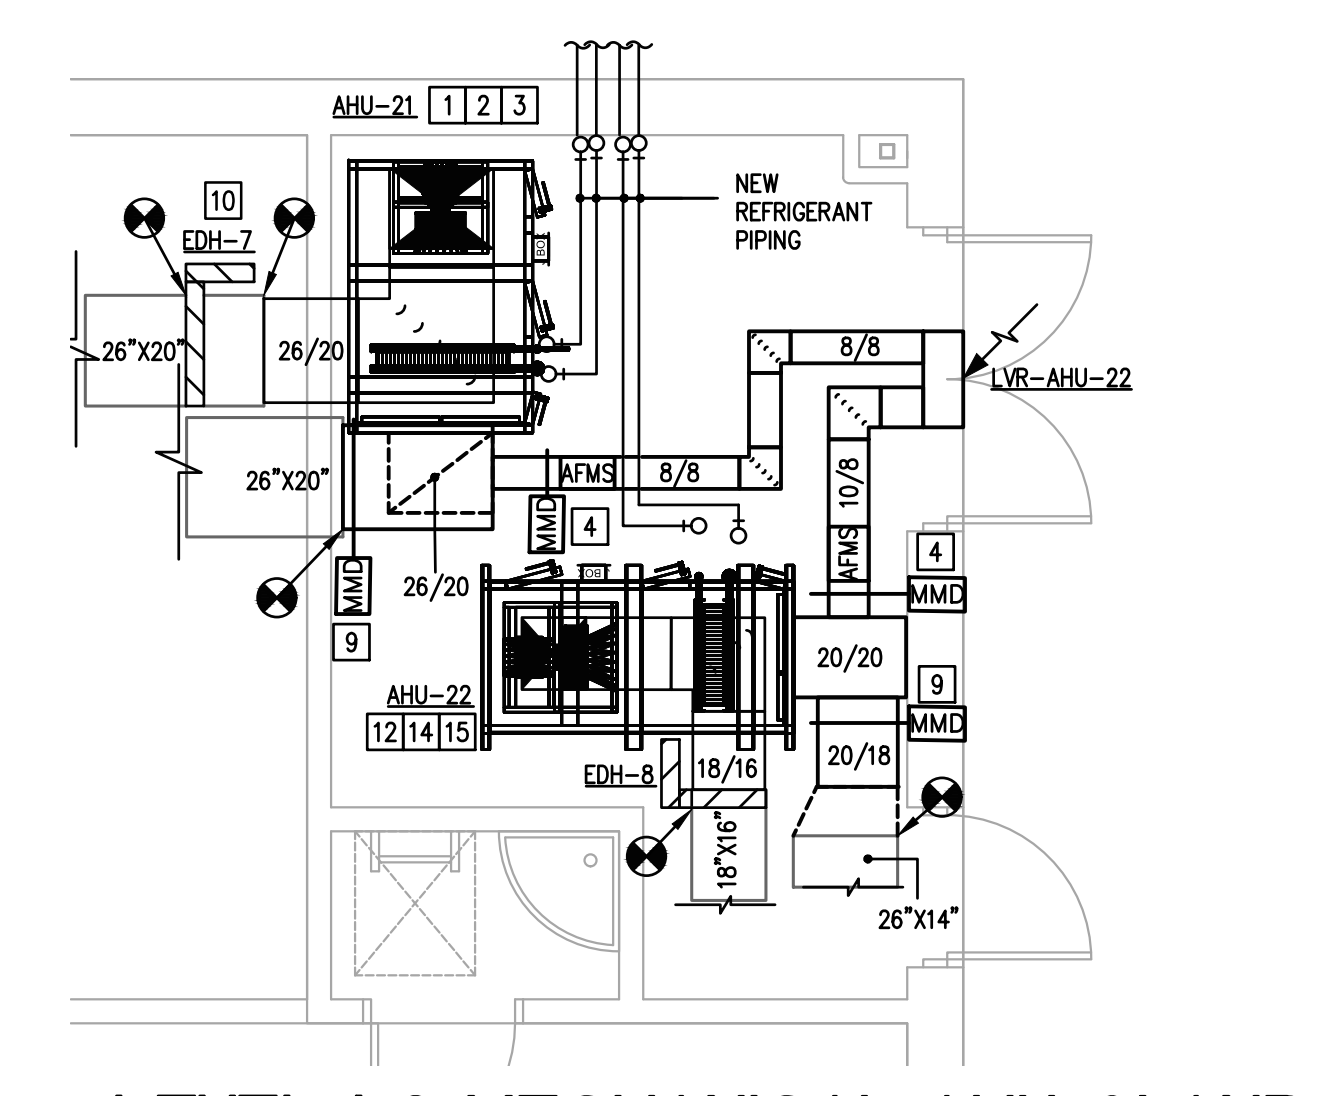 AHU-21 1 2 3
10
EDH-7
NEW
REFRIGERANT
PIPING
BOX
26"X20"
26/20
8/8
LVR-AHU-22
26"X20"
AFMS
8/8
10/8
MMD
4
AFMS
4
MMD
26/20
BOX
MMD
9
20/20
9
MMD
AHU-22
12 14 15
EDH-8
18/16
20/18
18"X16"
26"X14"